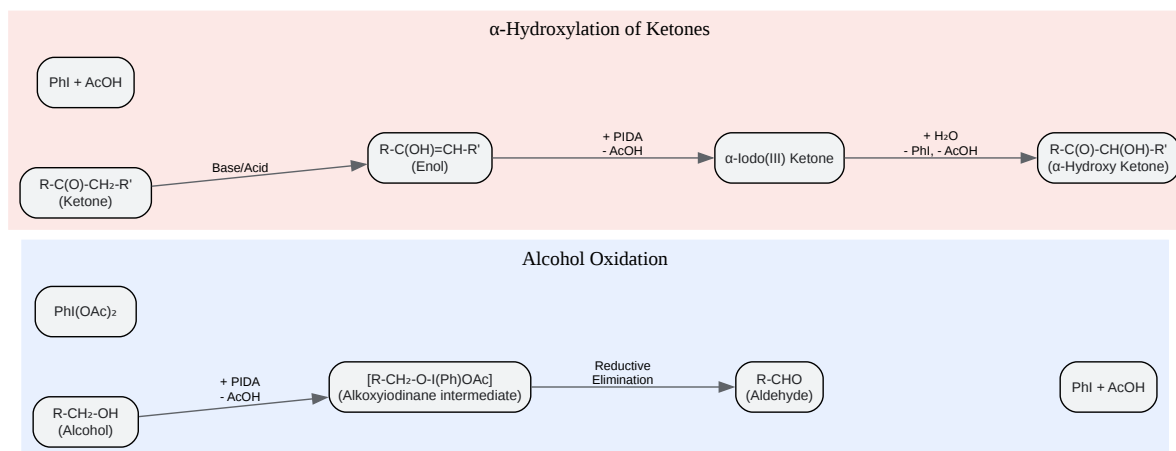 α-Hydroxylation of Ketones
PhI + AcOH
R-C(O)-CH₂-R'
(Ketone)
Base/Acid
R-C(OH)=CH-R'
(Enol)
+ PIDA
- AcOH
α-Iodo(III) Ketone
+ H₂O
- PhI, - AcOH
R-C(O)-CH(OH)-R'
(α-Hydroxy Ketone)
Alcohol Oxidation
PhI(OAc)₂
R-CH₂-OH
(Alcohol)
+ PIDA
- AcOH
[R-CH₂-O-I(Ph)OAc]
(Alkoxyiodinane intermediate)
Reductive
Elimination
R-CHO
(Aldehyde)
PhI + AcOH